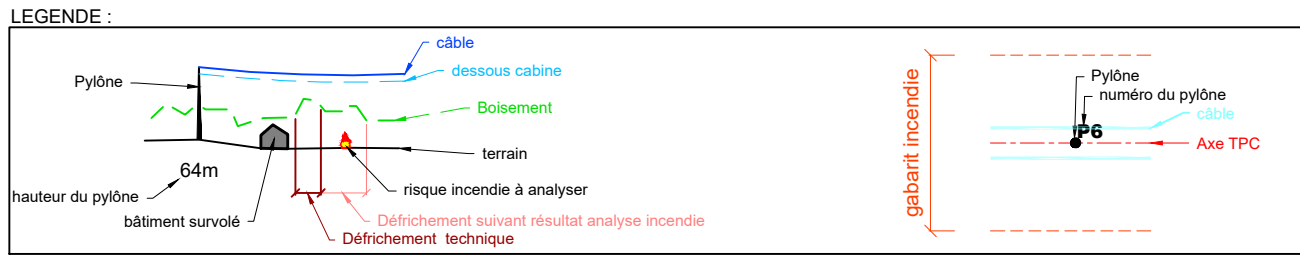 LEGENDE :
câble
dessous cabine
Pylône
Boisement
terrain
64m
hauteur du pylône
risque incendie à analyser
bâtiment survolé
Défrichement suivant résultat analyse incendie
Défrichement technique
gabarit incendie
Pylône
numéro du pylône
câble
P6
Axe TPC